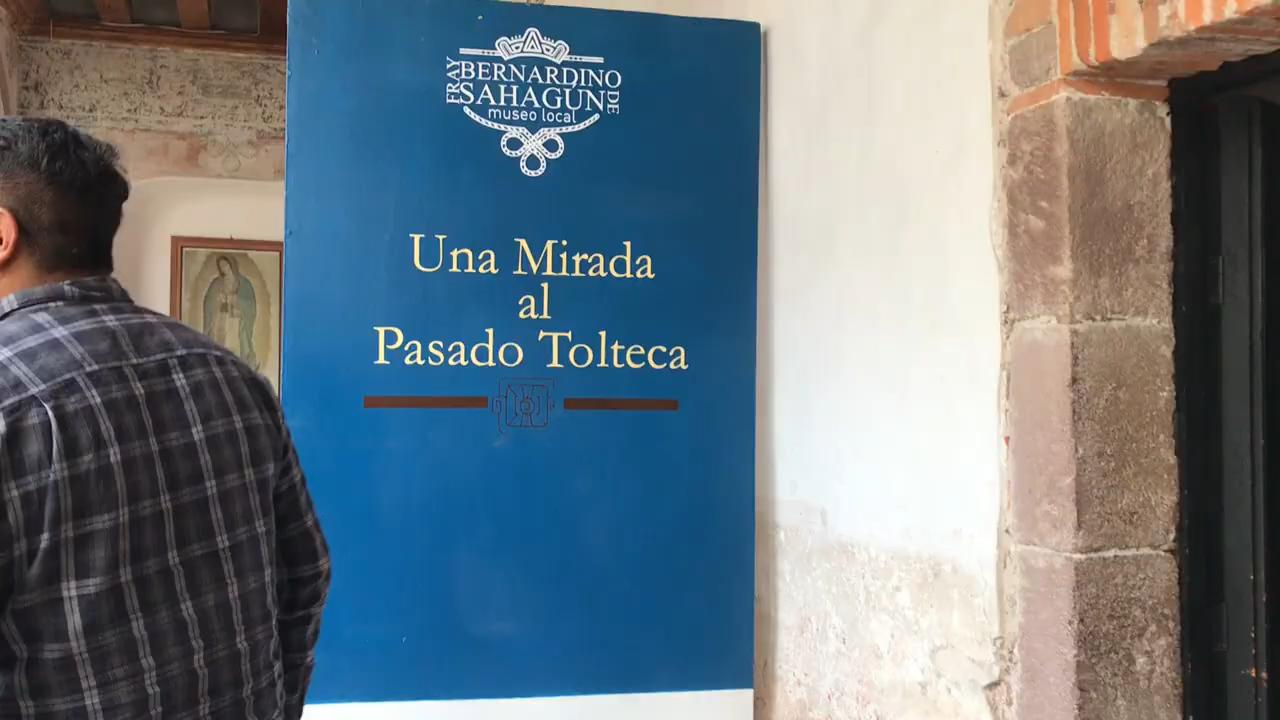 FRAY
BERNARDINO
DE
SAHAGUN
museo local
Una Mirada
al
Pasado Tolteca